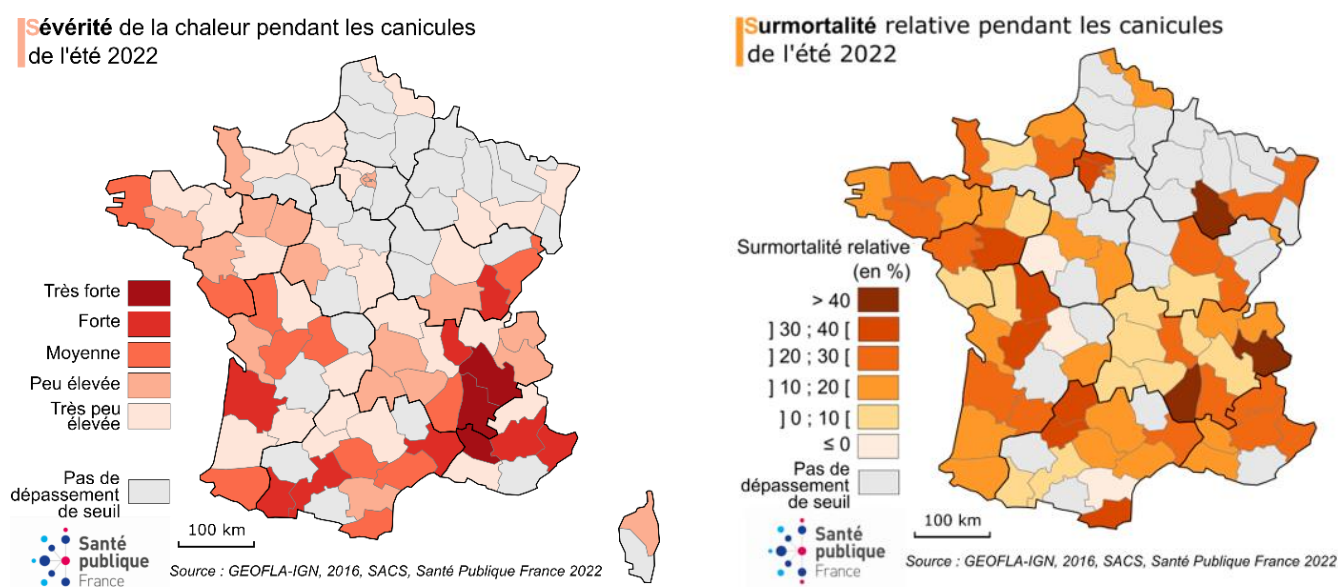 Sévérité de la chaleur pendant les canicules
de l'été 2022
Très forte
Forte
Moyenne
Peu élevée
Très peu
élevée
Pas de
dépassement
de seuil
100 km
Santé
publique
France
Source : GEOFLA-IGN, 2016, SACS, Santé Publique France 2022
Surmortalité relative pendant les canicules
de l'été 2022
Surmortalité relative
(en %)
> 40
] 30 ; 40 [
] 20 ; 30 [
] 10 ; 20 [
] 0 ; 10 [
≤ 0
Pas de
dépassement
de seuil
100 km
Santé
publique
France
Source : GEOFLA-IGN, 2016, SACS, Santé Publique France 2022